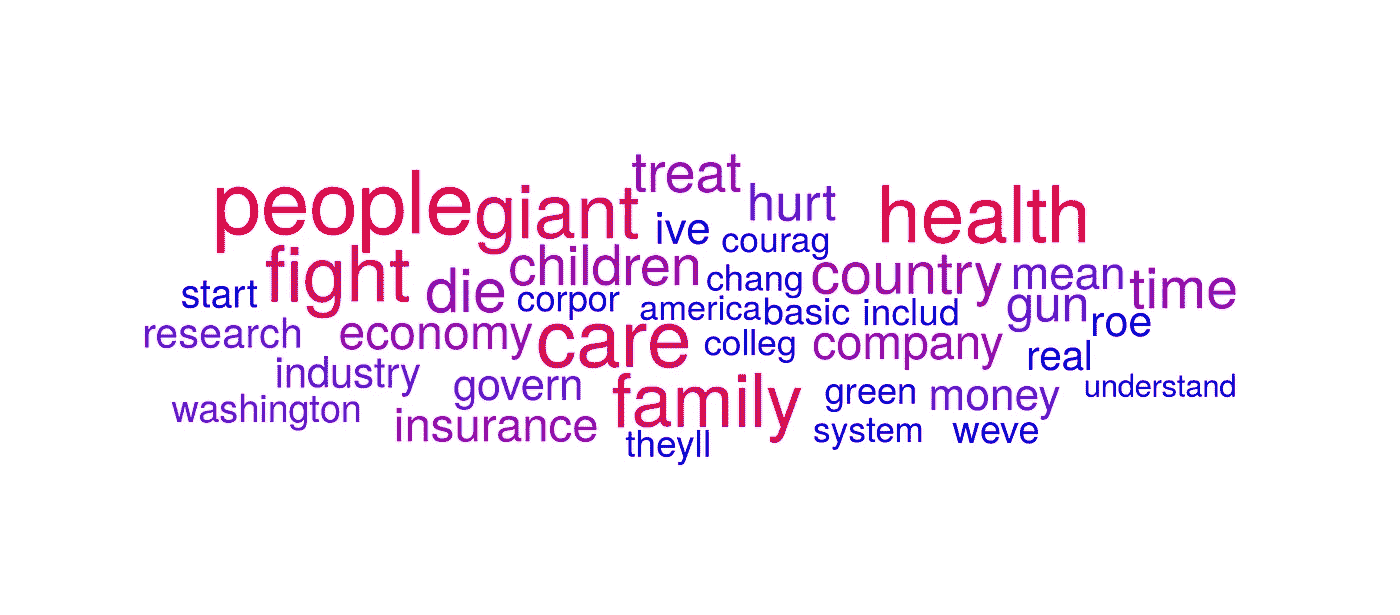 treat
people giant hurt health
ive courag
fight children country
start die corpor chang mean time
america basic includ gun roe
research economy care colleg company real
industry govern family green money understand
washington insurance theyll system weve